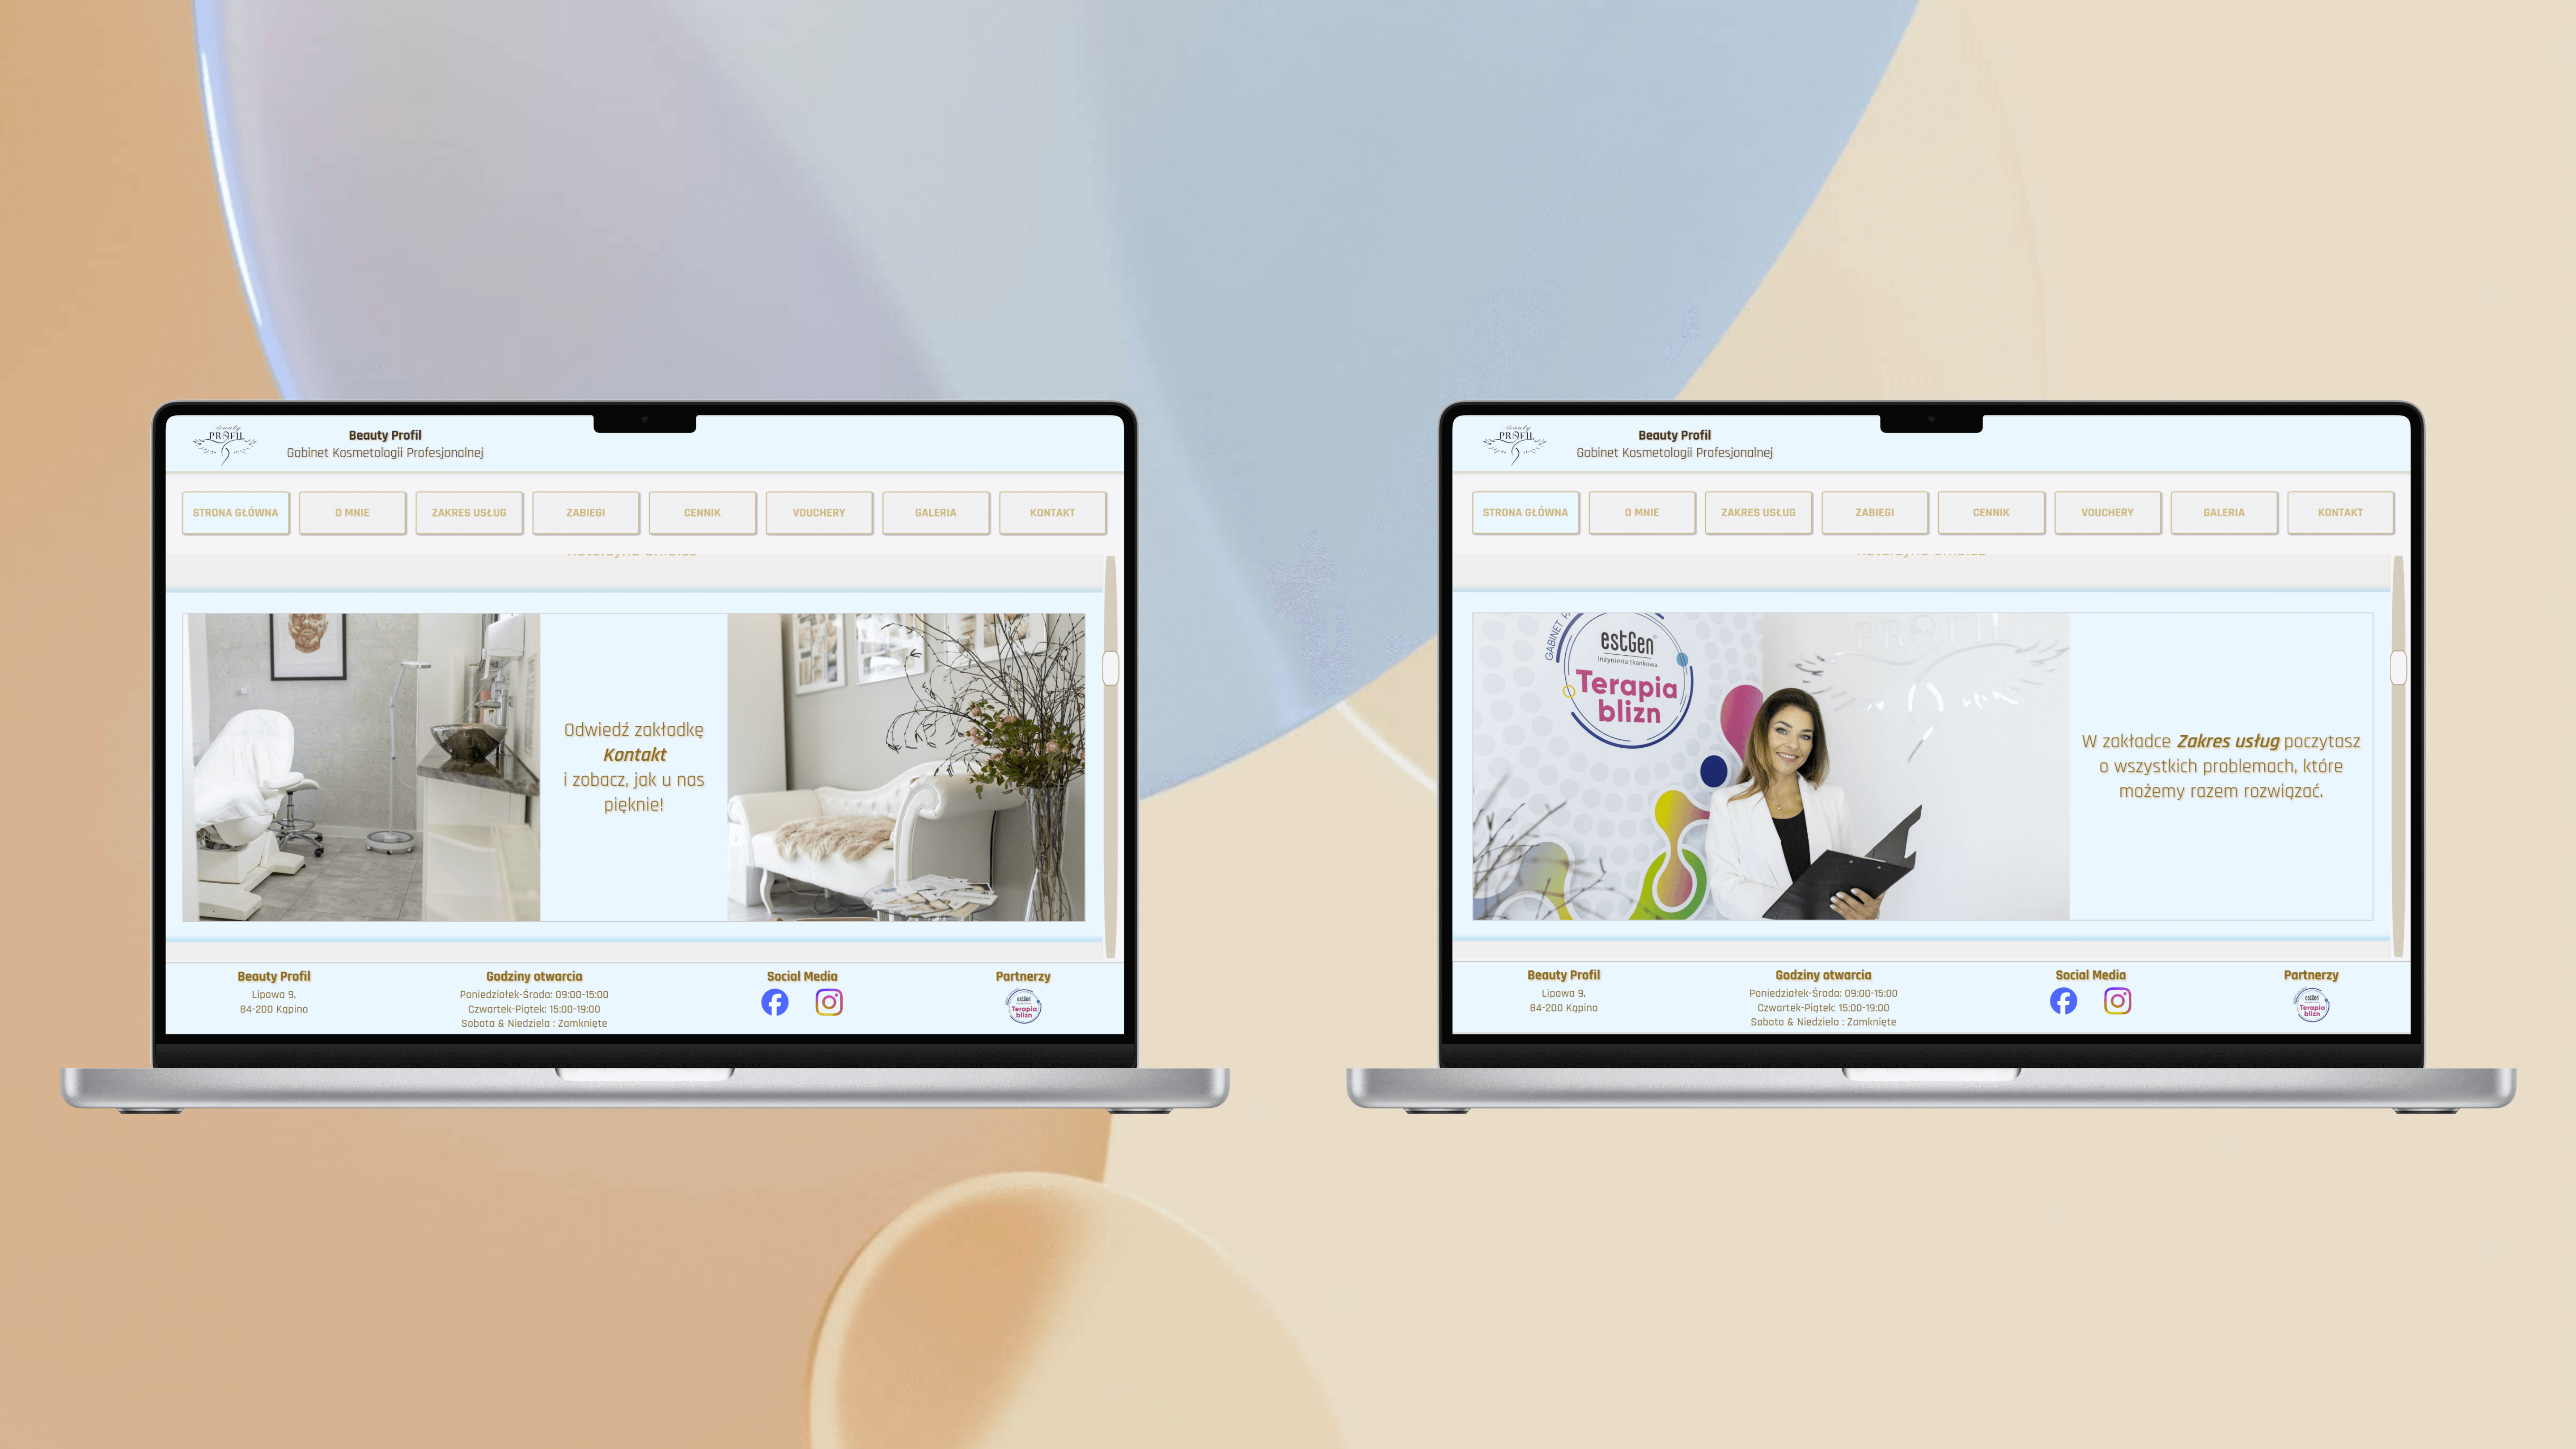 Beauty
PROFIL
Beauty Profil
Gabinet Kosmetologii Profesjonalnej
STRONA GŁÓWNA
O MNIE
ZAKRES USŁUG
ZABIEGI
CENNIK
VOUCHERY
GALERIA
KONTAKT
Odwiedź zakładkę
Kontakt
i zobacz, jak u nas
pięknie!
Beauty Profil
Lipowa 9,
84-200 Kąpino
Godziny otwarcia
Poniedziałek-Środa: 09:00-15:00
Czwartek-Piątek: 15:00-19:00
Sobota & Niedziela : Zamknięte
Social Media
Partnerzy
estGen
Terapia
blizn
Beauty
PROFIL
Beauty Profil
Gabinet Kosmetologii Profesjonalnej
STRONA GŁÓWNA
O MNIE
ZAKRES USŁUG
ZABIEGI
CENNIK
VOUCHERY
GALERIA
KONTAKT
GABINET
estGen
inżynieria tkankowa
Terapia
blizn
PROFIL
W zakładce Zakres usług poczytasz
o wszystkich problemach, które
możemy razem rozwiązać.
Beauty Profil
Lipowa 9,
84-200 Kąpino
Godziny otwarcia
Poniedziałek-Środa: 09:00-15:00
Czwartek-Piątek: 15:00-19:00
Sobota & Niedziela : Zamknięte
Social Media
Partnerzy
estGen
Terapia
blizn